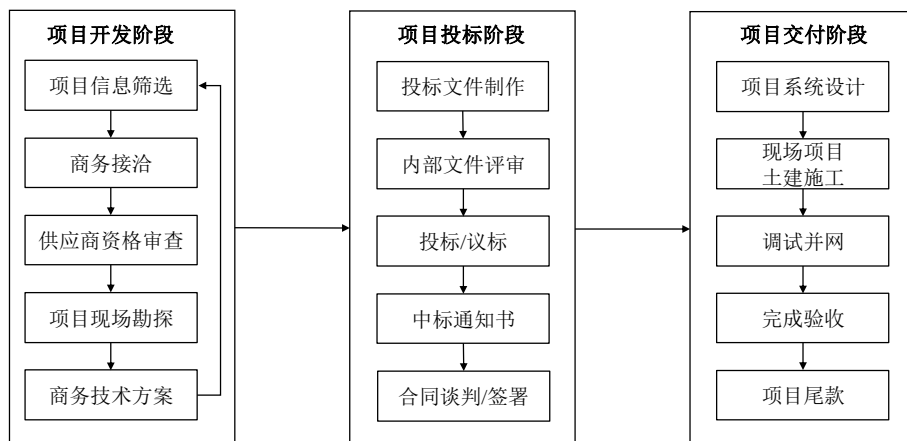 项目开发阶段
项目信息筛选
商务接洽
供应商资格审查
项目现场勘探
商务技术方案
项目投标阶段
投标文件制作
内部文件评审
投标/议标
中标通知书
合同谈判/签署
项目交付阶段
项目系统设计
现场项目
土建施工
调试并网
完成验收
项目尾款